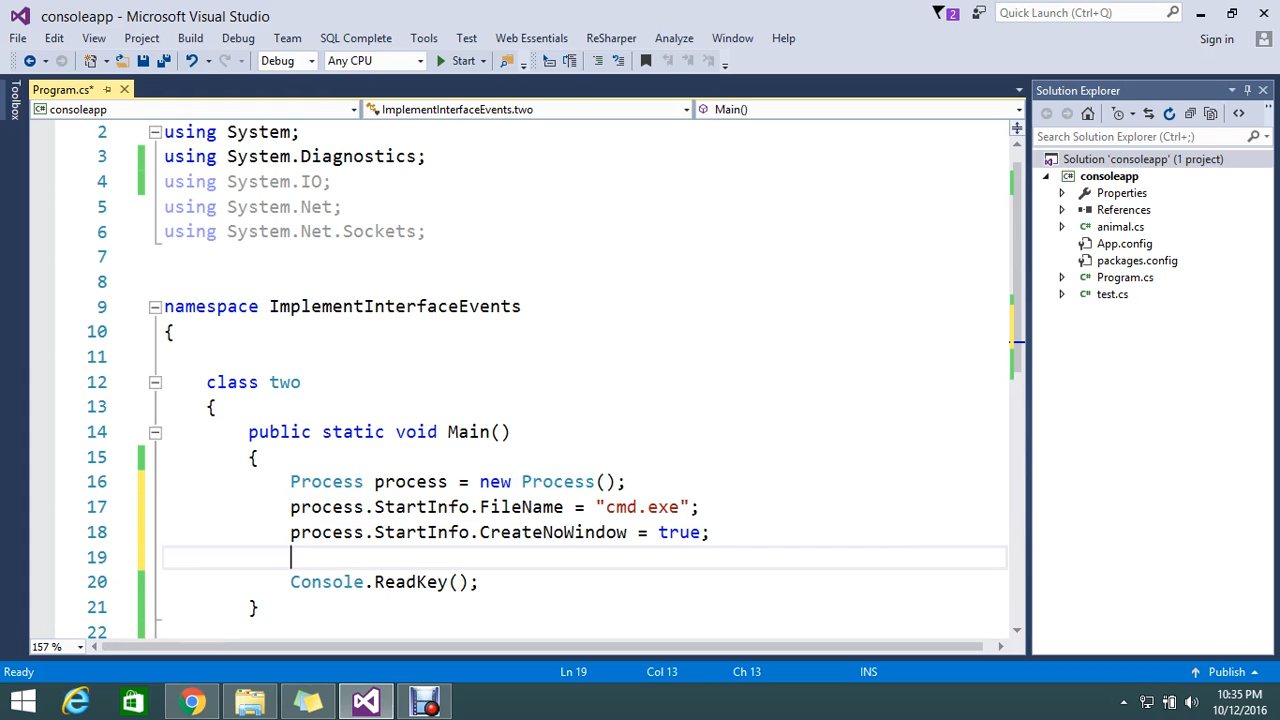 consoleapp - Microsoft Visual Studio
2
Quick Launch (Ctrl+Q)
File Edit View Project Build Debug Team SQL Complete Tools Test Web Essentials ReSharper Analyze Window Help
Sign in
Debug Any CPU Start
Toolbox
Program.cs*
consoleapp ImplementInterfaceEvents.two Main()
2 using System;
3 using System.Diagnostics;
4 using System.IO;
5 using System.Net;
6 using System.Net.Sockets;
7
8
9 namespace ImplementInterfaceEvents
10 {
11
12 class two
13 {
14 public static void Main()
15 {
16 Process process = new Process();
17 process.StartInfo.FileName = "cmd.exe";
18 process.StartInfo.CreateNoWindow = true;
19
20 Console.ReadKey();
21 }
22
157 %
Solution Explorer
Search Solution Explorer (Ctrl+;)
Solution 'consoleapp' (1 project)
consoleapp
Properties
References
animal.cs
App.config
packages.config
Program.cs
test.cs
Ready Ln 19 Col 13 Ch 13 INS Publish
10:35 PM
10/12/2016